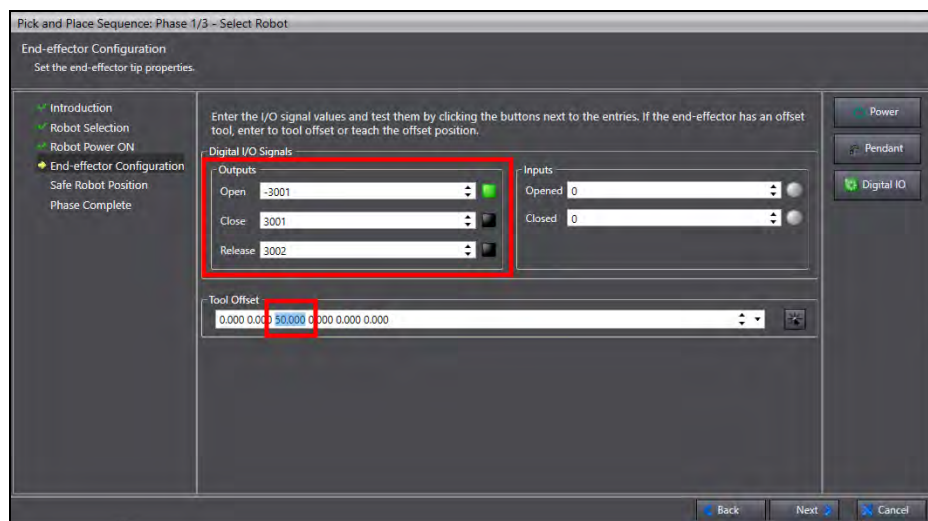 Pick and Place Sequence: Phase 1/3 - Select Robot
End-effector Configuration
Set the end-effector tip properties.
Introduction
Robot Selection
Robot Power ON
End-effector Configuration
Safe Robot Position
Phase Complete
Enter the I/O signal values and test them by clicking the buttons next to the entries. If the end-effector has an offset
tool, enter to tool offset or teach the offset position.
Digital I/O Signals
Outputs
Open -3001
Close 3001
Release 3002
Inputs
Opened 0
Closed 0
Tool Offset
0.000 0.000 50.000 0.000 0.000 0.000
Power
Pendant
Digital IO
Back
Next
Cancel